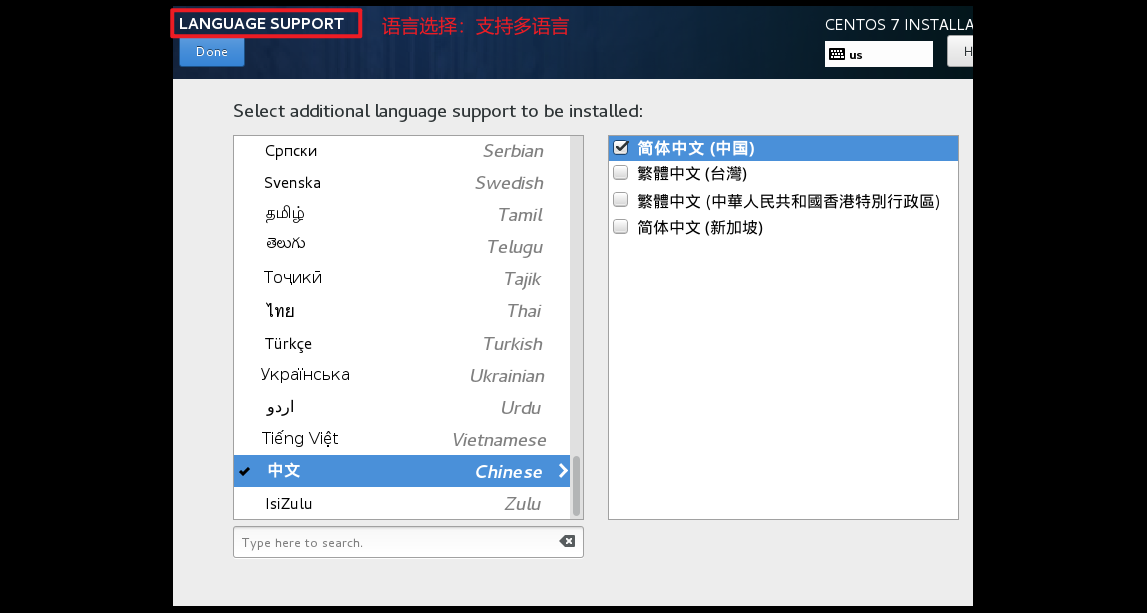 LANGUAGE SUPPORT
语言选择：支持多语言
CENTOS 7 INSTALLA
Done
us
H
Select additional language support to be installed:
Српски Serbian
Svenska Swedish
தமிழ் Tamil
తెలుగు Telugu
Тоҷикӣ Tajik
ไทย Thai
Türkçe Turkish
Українська Ukrainian
اردو Urdu
Tiếng Việt Vietnamese
中文 Chinese
IsiZulu Zulu
简体中文 (中国)
繁體中文 (台灣)
繁體中文 (中華人民共和國香港特別行政區)
简体中文 (新加坡)
Type here to search.